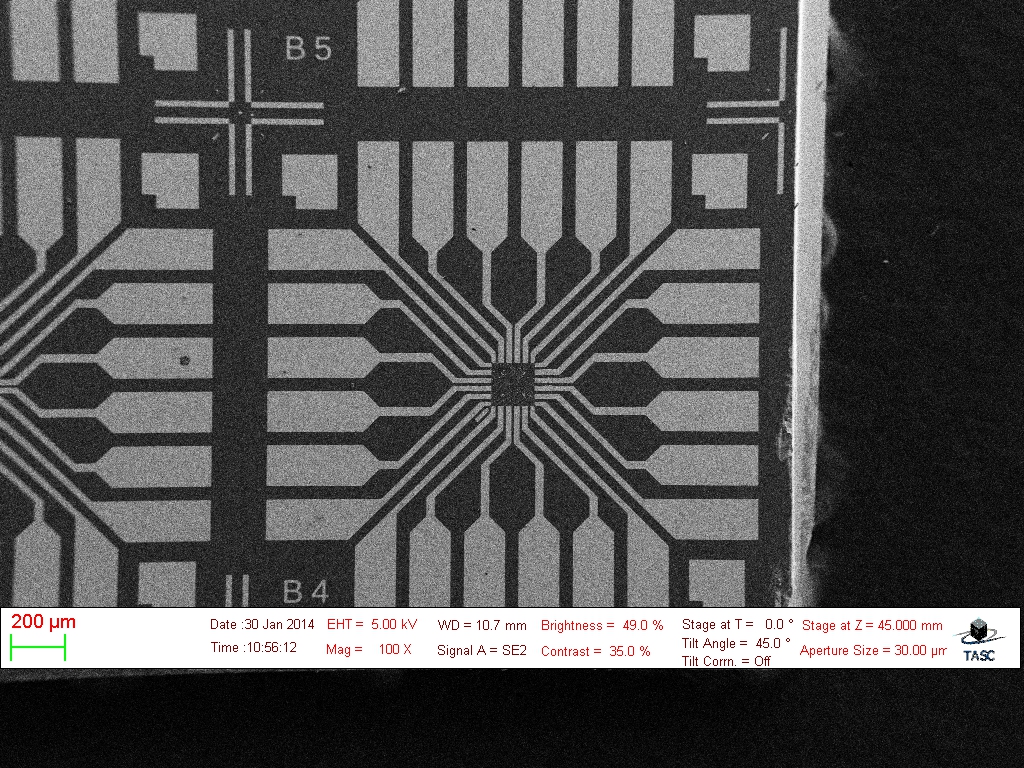 B5
B4
200 µm
Date :30 Jan 2014
Time :10:56:12
EHT = 5.00 kV
Mag = 100 X
WD = 10.7 mm
Signal A = SE2
Brightness = 49.0 %
Contrast = 35.0 %
Stage at T = 0.0 °
Tilt Angle = 45.0 °
Tilt Corrn. = Off
Stage at Z = 45.000 mm
Aperture Size = 30.00 µm
TASC